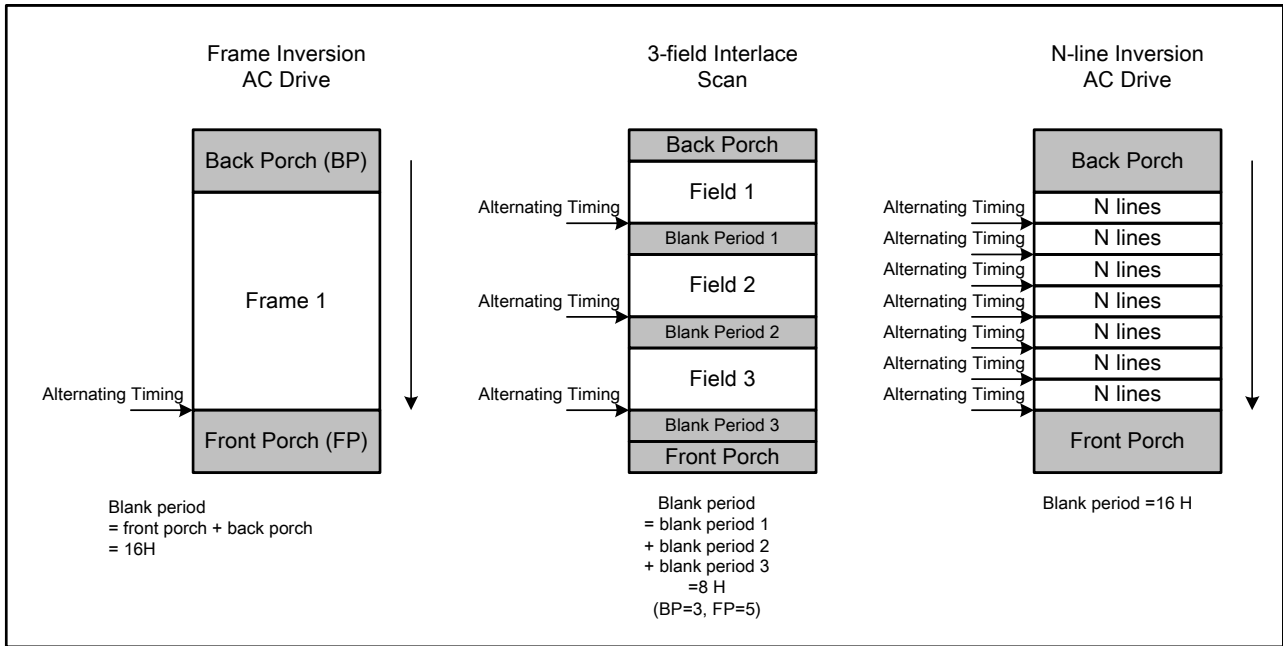 Frame Inversion
AC Drive
Back Porch (BP)
Frame 1
Alternating Timing
Front Porch (FP)
Blank period
= front porch + back porch
= 16H
3-field Interlace
Scan
Back Porch
Field 1
Alternating Timing
Blank Period 1
Field 2
Alternating Timing
Blank Period 2
Field 3
Alternating Timing
Blank Period 3
Front Porch
Blank period
= blank period 1
+ blank period 2
+ blank period 3
=8 H
(BP=3, FP=5)
N-line Inversion
AC Drive
Back Porch
N lines
Alternating Timing
N lines
Alternating Timing
N lines
Alternating Timing
N lines
Alternating Timing
N lines
Alternating Timing
N lines
Alternating Timing
N lines
Alternating Timing
Front Porch
Blank period =16 H